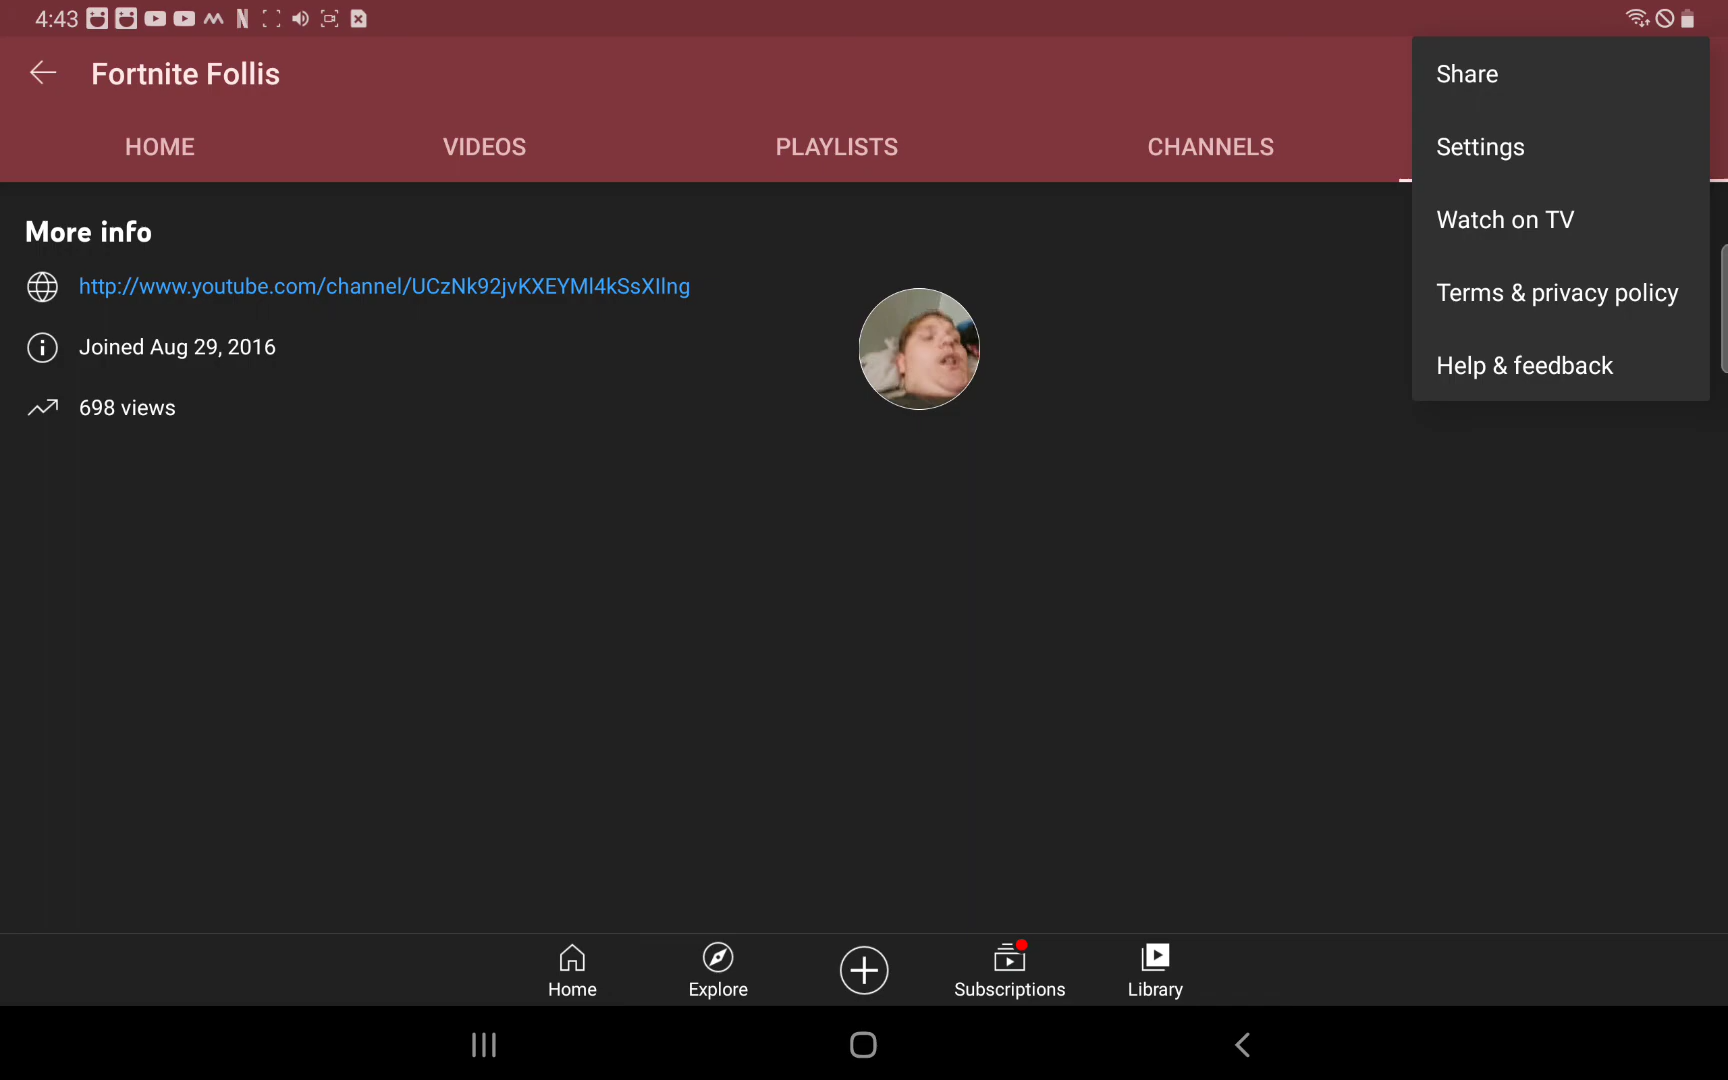 4:43
Fortnite Follis
HOME VIDEOS PLAYLISTS CHANNELS
Share
Settings
Watch on TV
Terms & privacy policy
Help & feedback
More info
http://www.youtube.com/channel/UCzNk92jvKXEYMl4kSsXIlng
Joined Aug 29, 2016
698 views
Home Explore Subscriptions Library